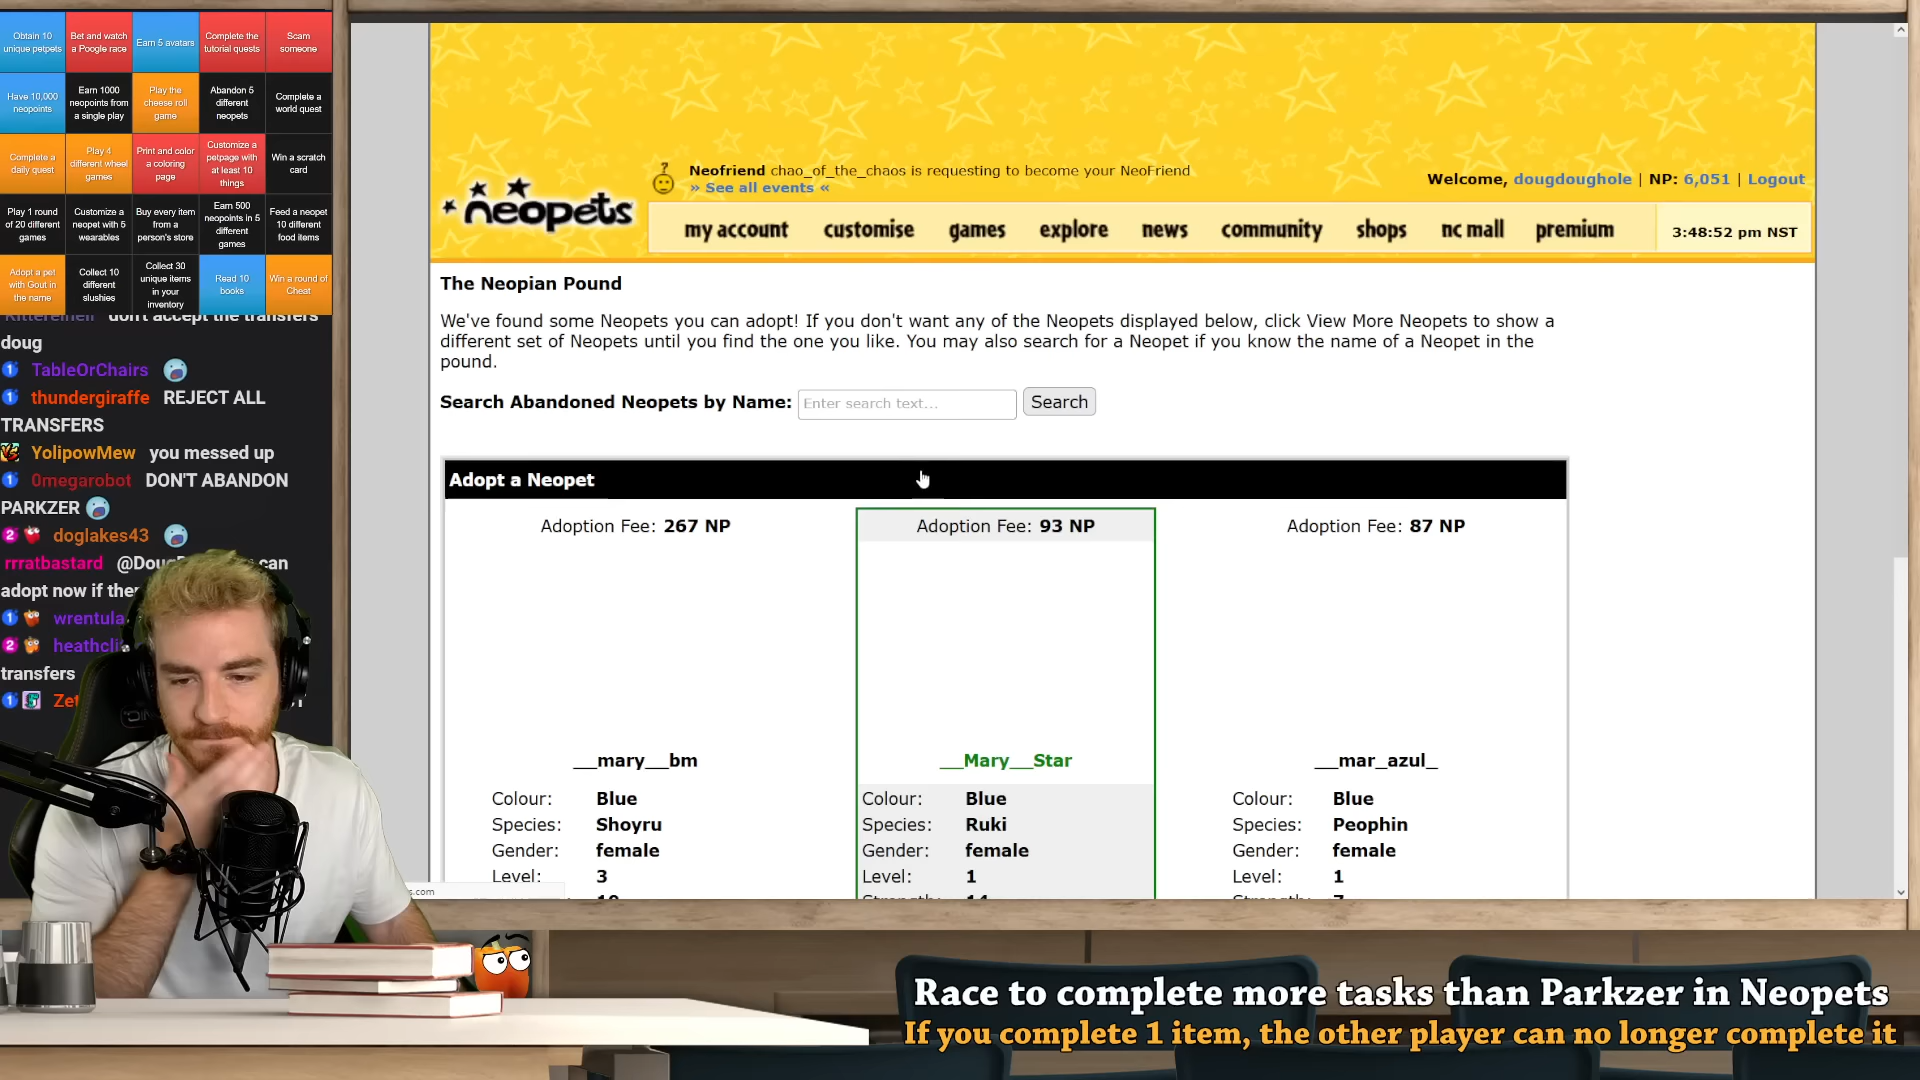 Obtain 10
unique petpets
Bet and watch
a Poogle race
Earn 5 avatars
Complete the
tutorial quests
Scam
someone
Have 10,000
neopoints
Earn 1000
neopoints from
a single play
Play the
cheese roll
game
Abandon 5
different
neopets
Complete a
world quest
Complete a
daily quest
Play 4
different wheel
games
Print and color
a coloring
page
Customize a
petpage with
at least 10
things
Win a scratch
card
Play 1 round
of 20 different
games
Customize a
neopet with 5
wearables
Buy every item
from a
person's store
Earn 500
neopoints in 5
different
games
Feed a neopet
10 different
food items
Adopt a pet
with Gout in
the name
Collect 10
different
slushies
Collect 30
unique items
in your
inventory
Read 10
books
Win a round of
Cheat
don't accept the transfers
doug
TableOrChairs
thundergiraffe REJECT ALL
TRANSFERS
YolipowMew you messed up
0megarobot DON'T ABANDON
PARKZER
doglakes43
rrratbastard can
adopt now if
wrentula
transfers
Neofriend chao_of_the_chaos is requesting to become your NeoFriend
» See all events «
Welcome, dougdoughole | NP: 6,051 | Logout
neopets
my account customise games explore news community shops nc mall premium
3:48:52 pm NST
The Neopian Pound
We've found some Neopets you can adopt! If you don't want any of the Neopets displayed below, click View More Neopets to show a
different set of Neopets until you find the one you like. You may also search for a Neopet if you know the name of a Neopet in the
pound.
Search Abandoned Neopets by Name: Enter search text... Search
Adopt a Neopet
Adoption Fee: 267 NP
Adoption Fee: 93 NP
Adoption Fee: 87 NP
__mary__bm
__Mary__Star
__mar_azul_
Colour: Blue
Species: Shoyru
Gender: female
Level: 3
Colour: Blue
Species: Ruki
Gender: female
Level: 1
Colour: Blue
Species: Peophin
Gender: female
Level: 1
Race to complete more tasks than Parkzer in Neopets
If you complete 1 item, the other player can no longer complete it